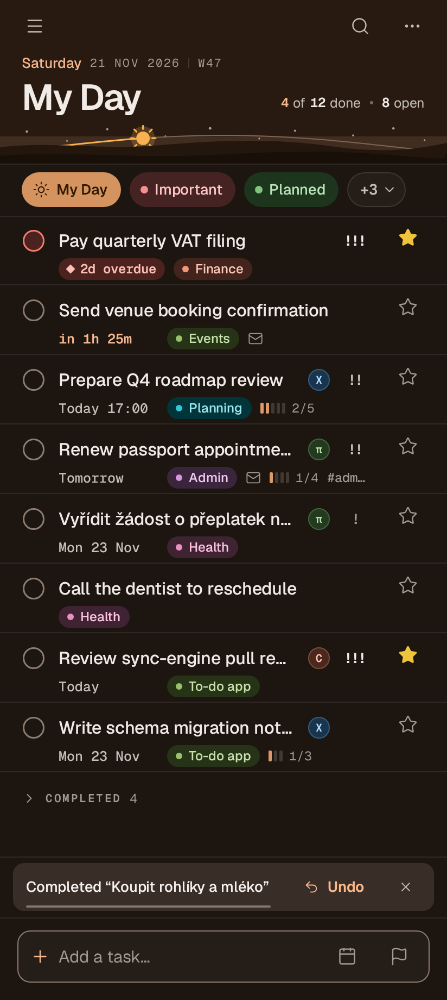 Saturday 21 NOV 2026 | W47
My Day
4 of 12 done • 8 open
My Day Important Planned +3
Pay quarterly VAT filing !!!
2d overdue Finance
Send venue booking confirmation
in 1h 25m Events
Prepare Q4 roadmap review X !!
Today 17:00 Planning 2/5
Renew passport appointme… π !!
Tomorrow Admin 1/4 #adm…
Vyřídit žádost o přeplatek n… π !
Mon 23 Nov Health
Call the dentist to reschedule
Health
Review sync-engine pull re… C !!!
Today To-do app
Write schema migration not… X
Mon 23 Nov To-do app 1/3
COMPLETED 4
Completed “Koupit rohlíky a mléko” Undo
Add a task…